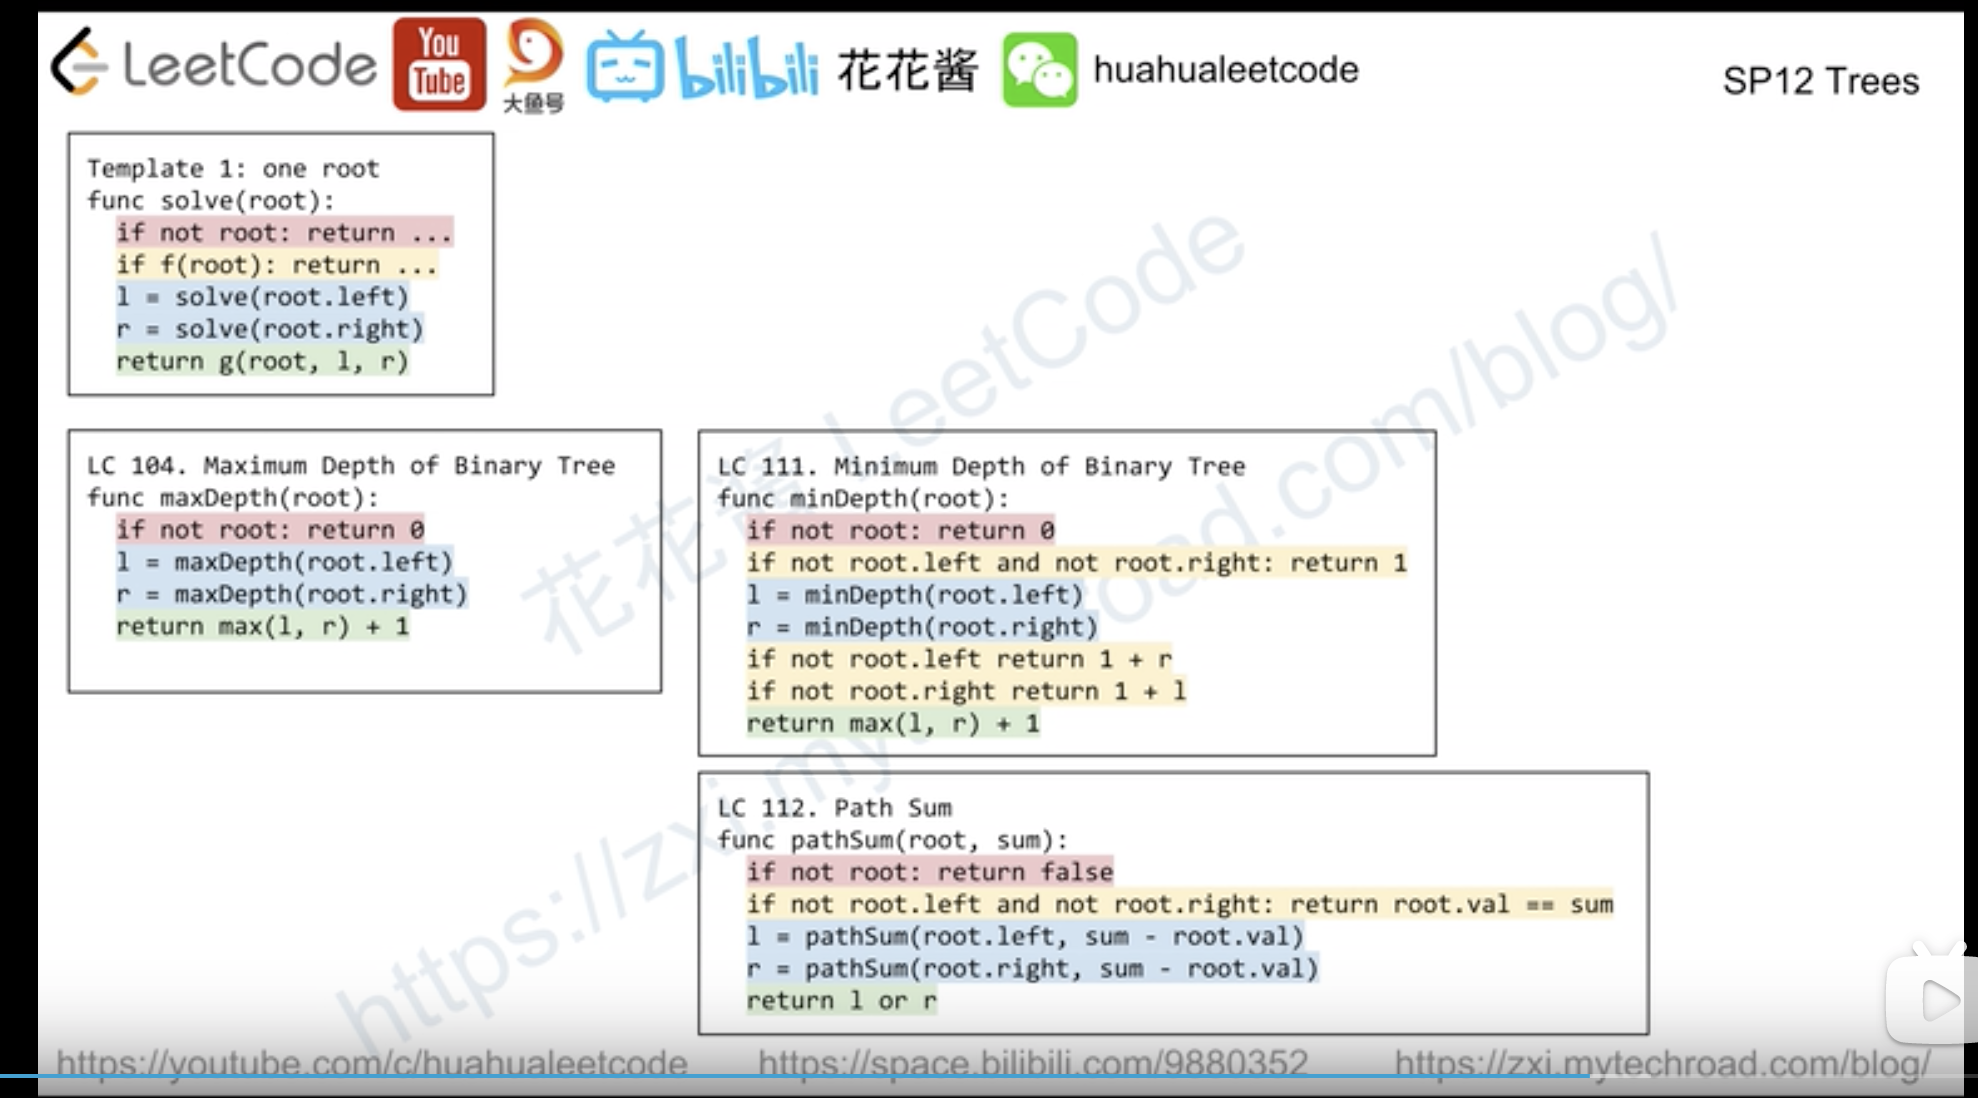 LeetCode
You
Tube
大鱼号
bilibili
花花酱
huahualeetcode
SP12 Trees
Template 1: one root
func solve(root):
if not root: return ...
if f(root): return ...
l = solve(root.left)
r = solve(root.right)
return g(root, l, r)
LC 104. Maximum Depth of Binary Tree
func maxDepth(root):
if not root: return 0
l = maxDepth(root.left)
r = maxDepth(root.right)
return max(l, r) + 1
LC 111. Minimum Depth of Binary Tree
func minDepth(root):
if not root: return 0
if not root.left and not root.right: return 1
l = minDepth(root.left)
r = minDepth(root.right)
if not root.left return 1 + r
if not root.right return 1 + l
return max(l, r) + 1
LC 112. Path Sum
func pathSum(root, sum):
if not root: return false
if not root.left and not root.right: return root.val == sum
l = pathSum(root.left, sum - root.val)
r = pathSum(root.right, sum - root.val)
return l or r
花花酱 LeetCode
https://zxi.mytechroad.com/blog/
https://youtube.com/c/huahualeetcode
https://space.bilibili.com/9880352
https://zxi.mytechroad.com/blog/